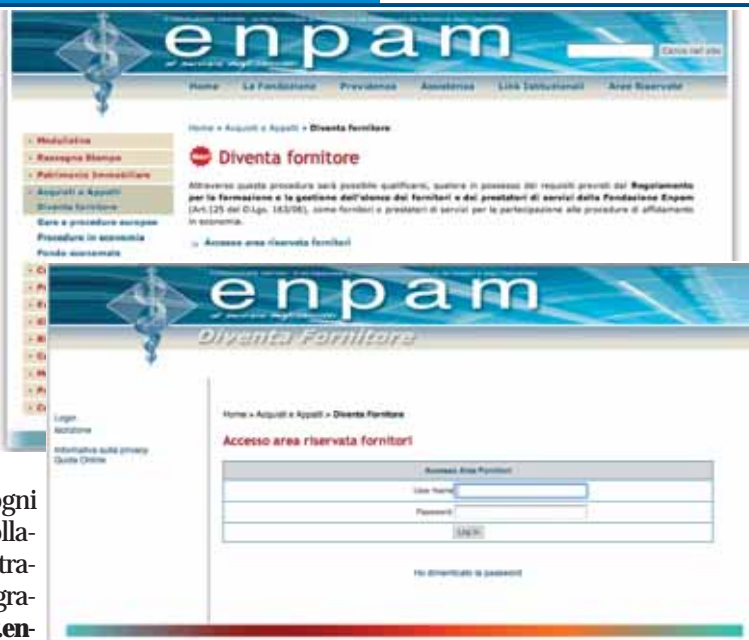 enpam
Cerca nel sito
Home La Fondazione Previdenza Assistenza Link Istituzionali Aree Riservate
Home » Acquisti e Appalti » Diventa fornitore
Diventa fornitore
Attraverso questa procedura sarà possibile qualificarsi, qualora in possesso dei requisiti previsti dal Regolamento
per la formazione e la gestione dell'elenco dei fornitori e dei prestatori di servizi della Fondazione Enpam
(Art.125 del D.Lgs. 163/06), come fornitori o prestatori di servizi per la partecipazione alle procedure di affidamento
in economia.
Accesso area riservata fornitori
Modulistica
Rassegna Stampa
Patrimonio Immobiliare
Acquisti e Appalti
Diventa fornitore
Gare e procedure europee
Procedure in economia
Fondo economale
enpam
Diventa Fornitore
Login
Iscrizione
Informativa sulla privacy
Guida Online
Home » Acquisti e Appalti » Diventa Fornitore
Accesso area riservata fornitori
Accesso Area Fornitori
User Name
Password
Log in
Ho dimenticato la password
ogni
olla-
tra-
gra-
.en-